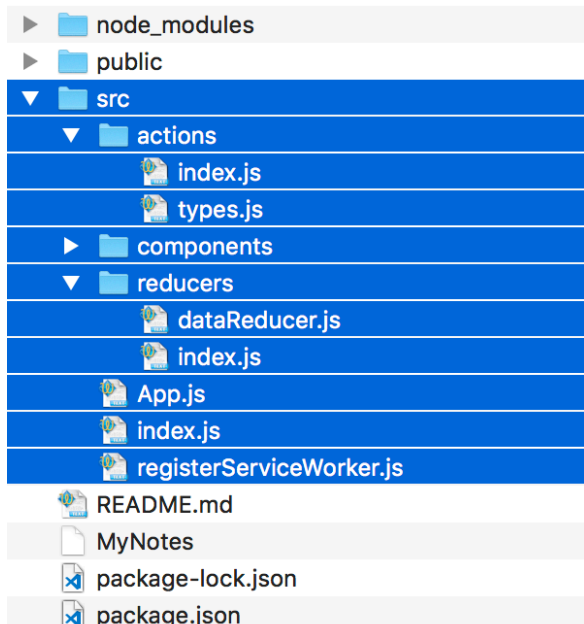 node_modules
public
src
actions
index.js
types.js
components
reducers
dataReducer.js
index.js
App.js
index.js
registerServiceWorker.js
README.md
MyNotes
package-lock.json
package.json